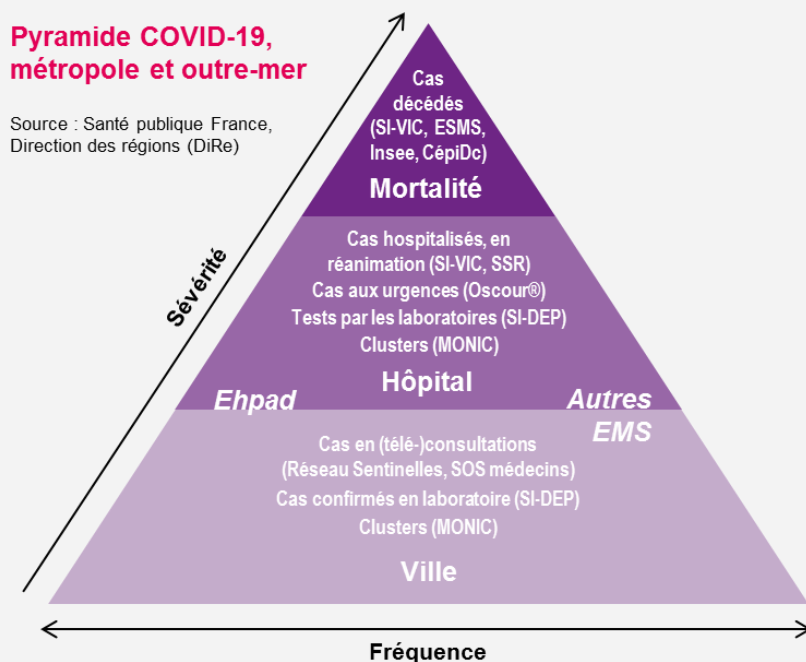 Pyramide COVID-19,
métropole et outre-mer
Source : Santé publique France,
Direction des régions (DiRe)
Sévérité
Cas
décédés
(SI-VIC, ESMS,
Insee, CépiDc)
Mortalité
Cas hospitalisés, en
réanimation (SI-VIC, SSR)
Cas aux urgences (Oscour®)
Tests par les laboratoires (SI-DEP)
Clusters (MONIC)
Hôpital
Ehpad
Autres
EMS
Cas en (télé-)consultations
(Réseau Sentinelles, SOS médecins)
Cas confirmés en laboratoire (SI-DEP)
Clusters (MONIC)
Ville
Fréquence